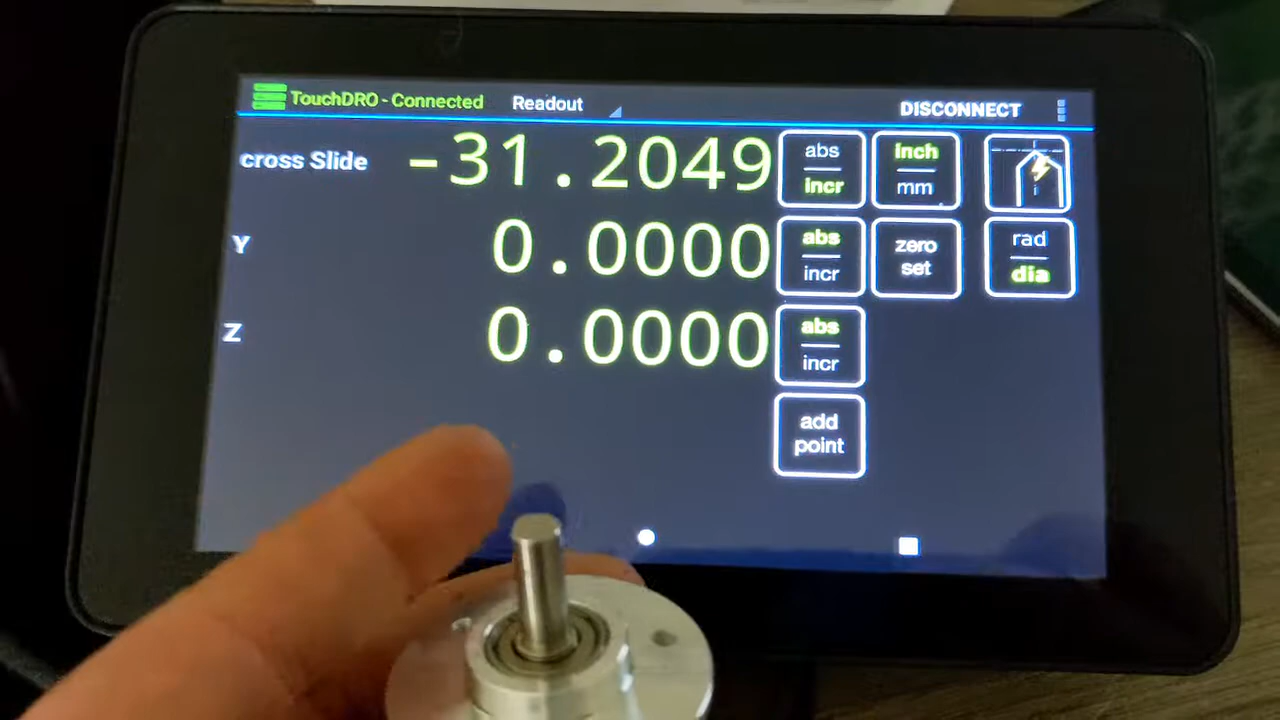 TouchDRO - Connected Readout DISCONNECT
cross Slide -31.2049 abs incr inch mm
Y 0.0000 abs incr zero set rad dia
Z 0.0000 abs incr
add point